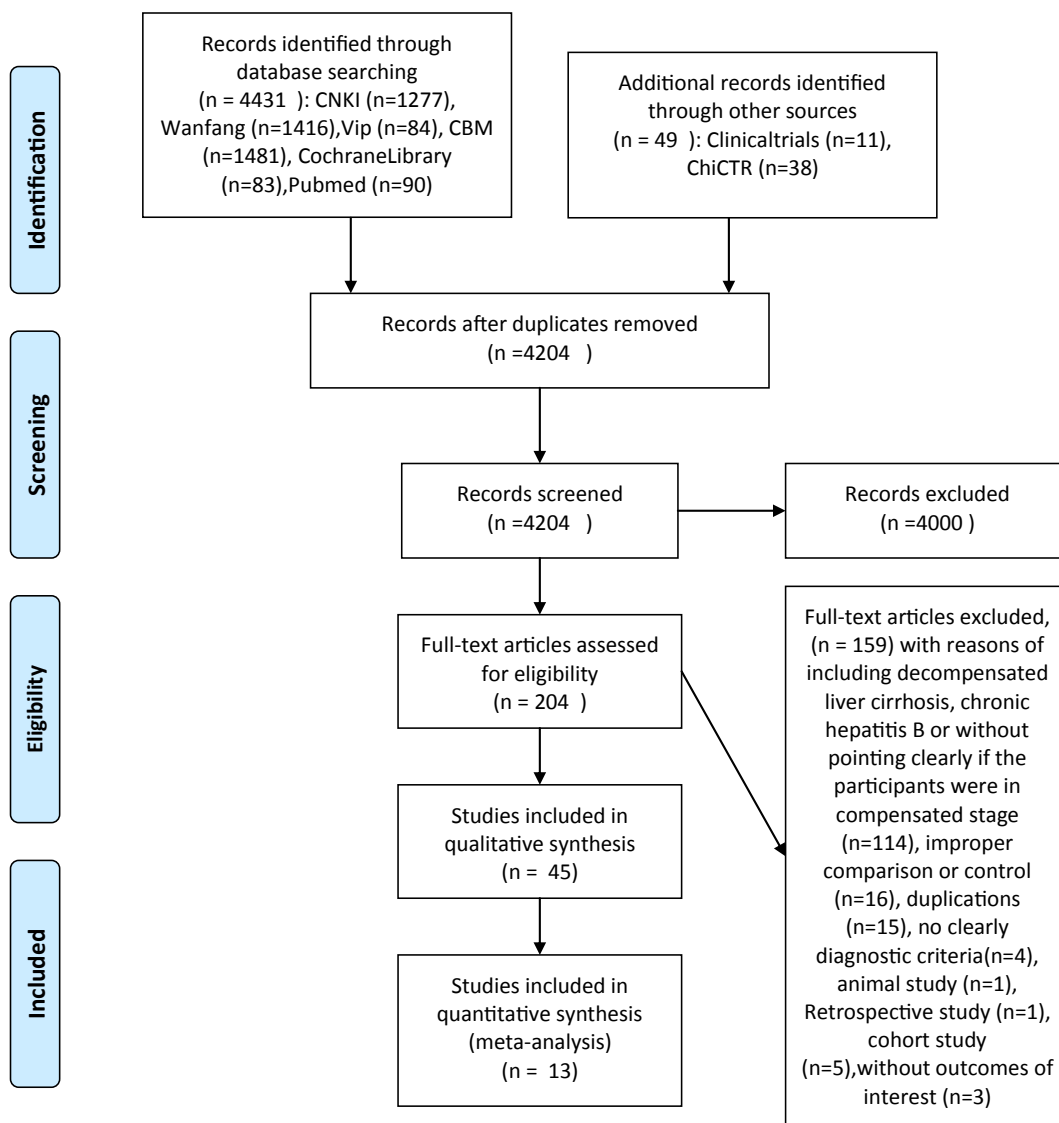 Identification
Records identified through
database searching
(n = 4431 ): CNKI (n=1277),
Wanfang (n=1416),Vip (n=84), CBM
(n=1481), CochraneLibrary
(n=83),Pubmed (n=90)
Additional records identified
through other sources
(n = 49 ): Clinicaltrials (n=11),
ChiCTR (n=38)
Records after duplicates removed
(n =4204 )
Screening
Records screened
(n =4204 )
Records excluded
(n =4000 )
Eligibility
Full-text articles assessed
for eligibility
(n = 204 )
Full-text articles excluded,
(n = 159) with reasons of
including decompensated
liver cirrhosis, chronic
hepatitis B or without
pointing clearly if the
participants were in
compensated stage
(n=114), improper
comparison or control
(n=16), duplications
(n=15), no clearly
diagnostic criteria(n=4),
animal study (n=1),
Retrospective study (n=1),
cohort study
(n=5),without outcomes of
interest (n=3)
Studies included in
qualitative synthesis
(n = 45)
Included
Studies included in
quantitative synthesis
(meta-analysis)
(n = 13)